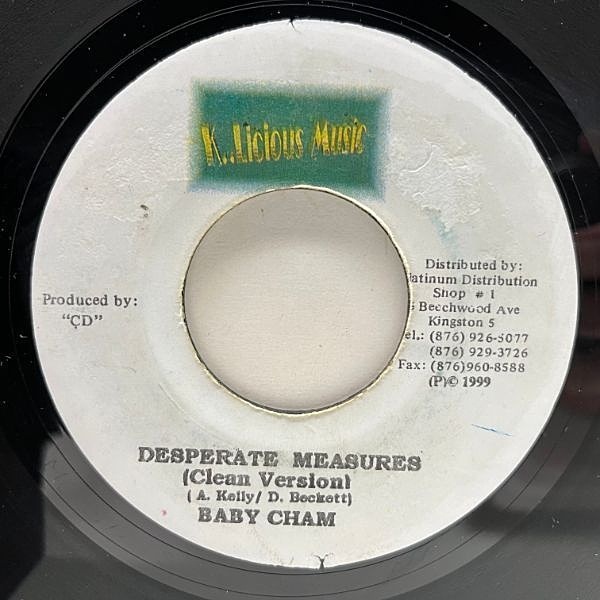 K..Licious Music
Produced by:
"CD"
Distributed by:
latinum Distribution
Shop # 1
Beechwood Ave
Kingston 5
el.: (876) 926-5077
(876) 929-3726
Fax: (876)960-8588
(P)© 1999
DESPERATE MEASURES
(Clean Version)
( A. Kelly/ D. Beckett)
BABY CHAM